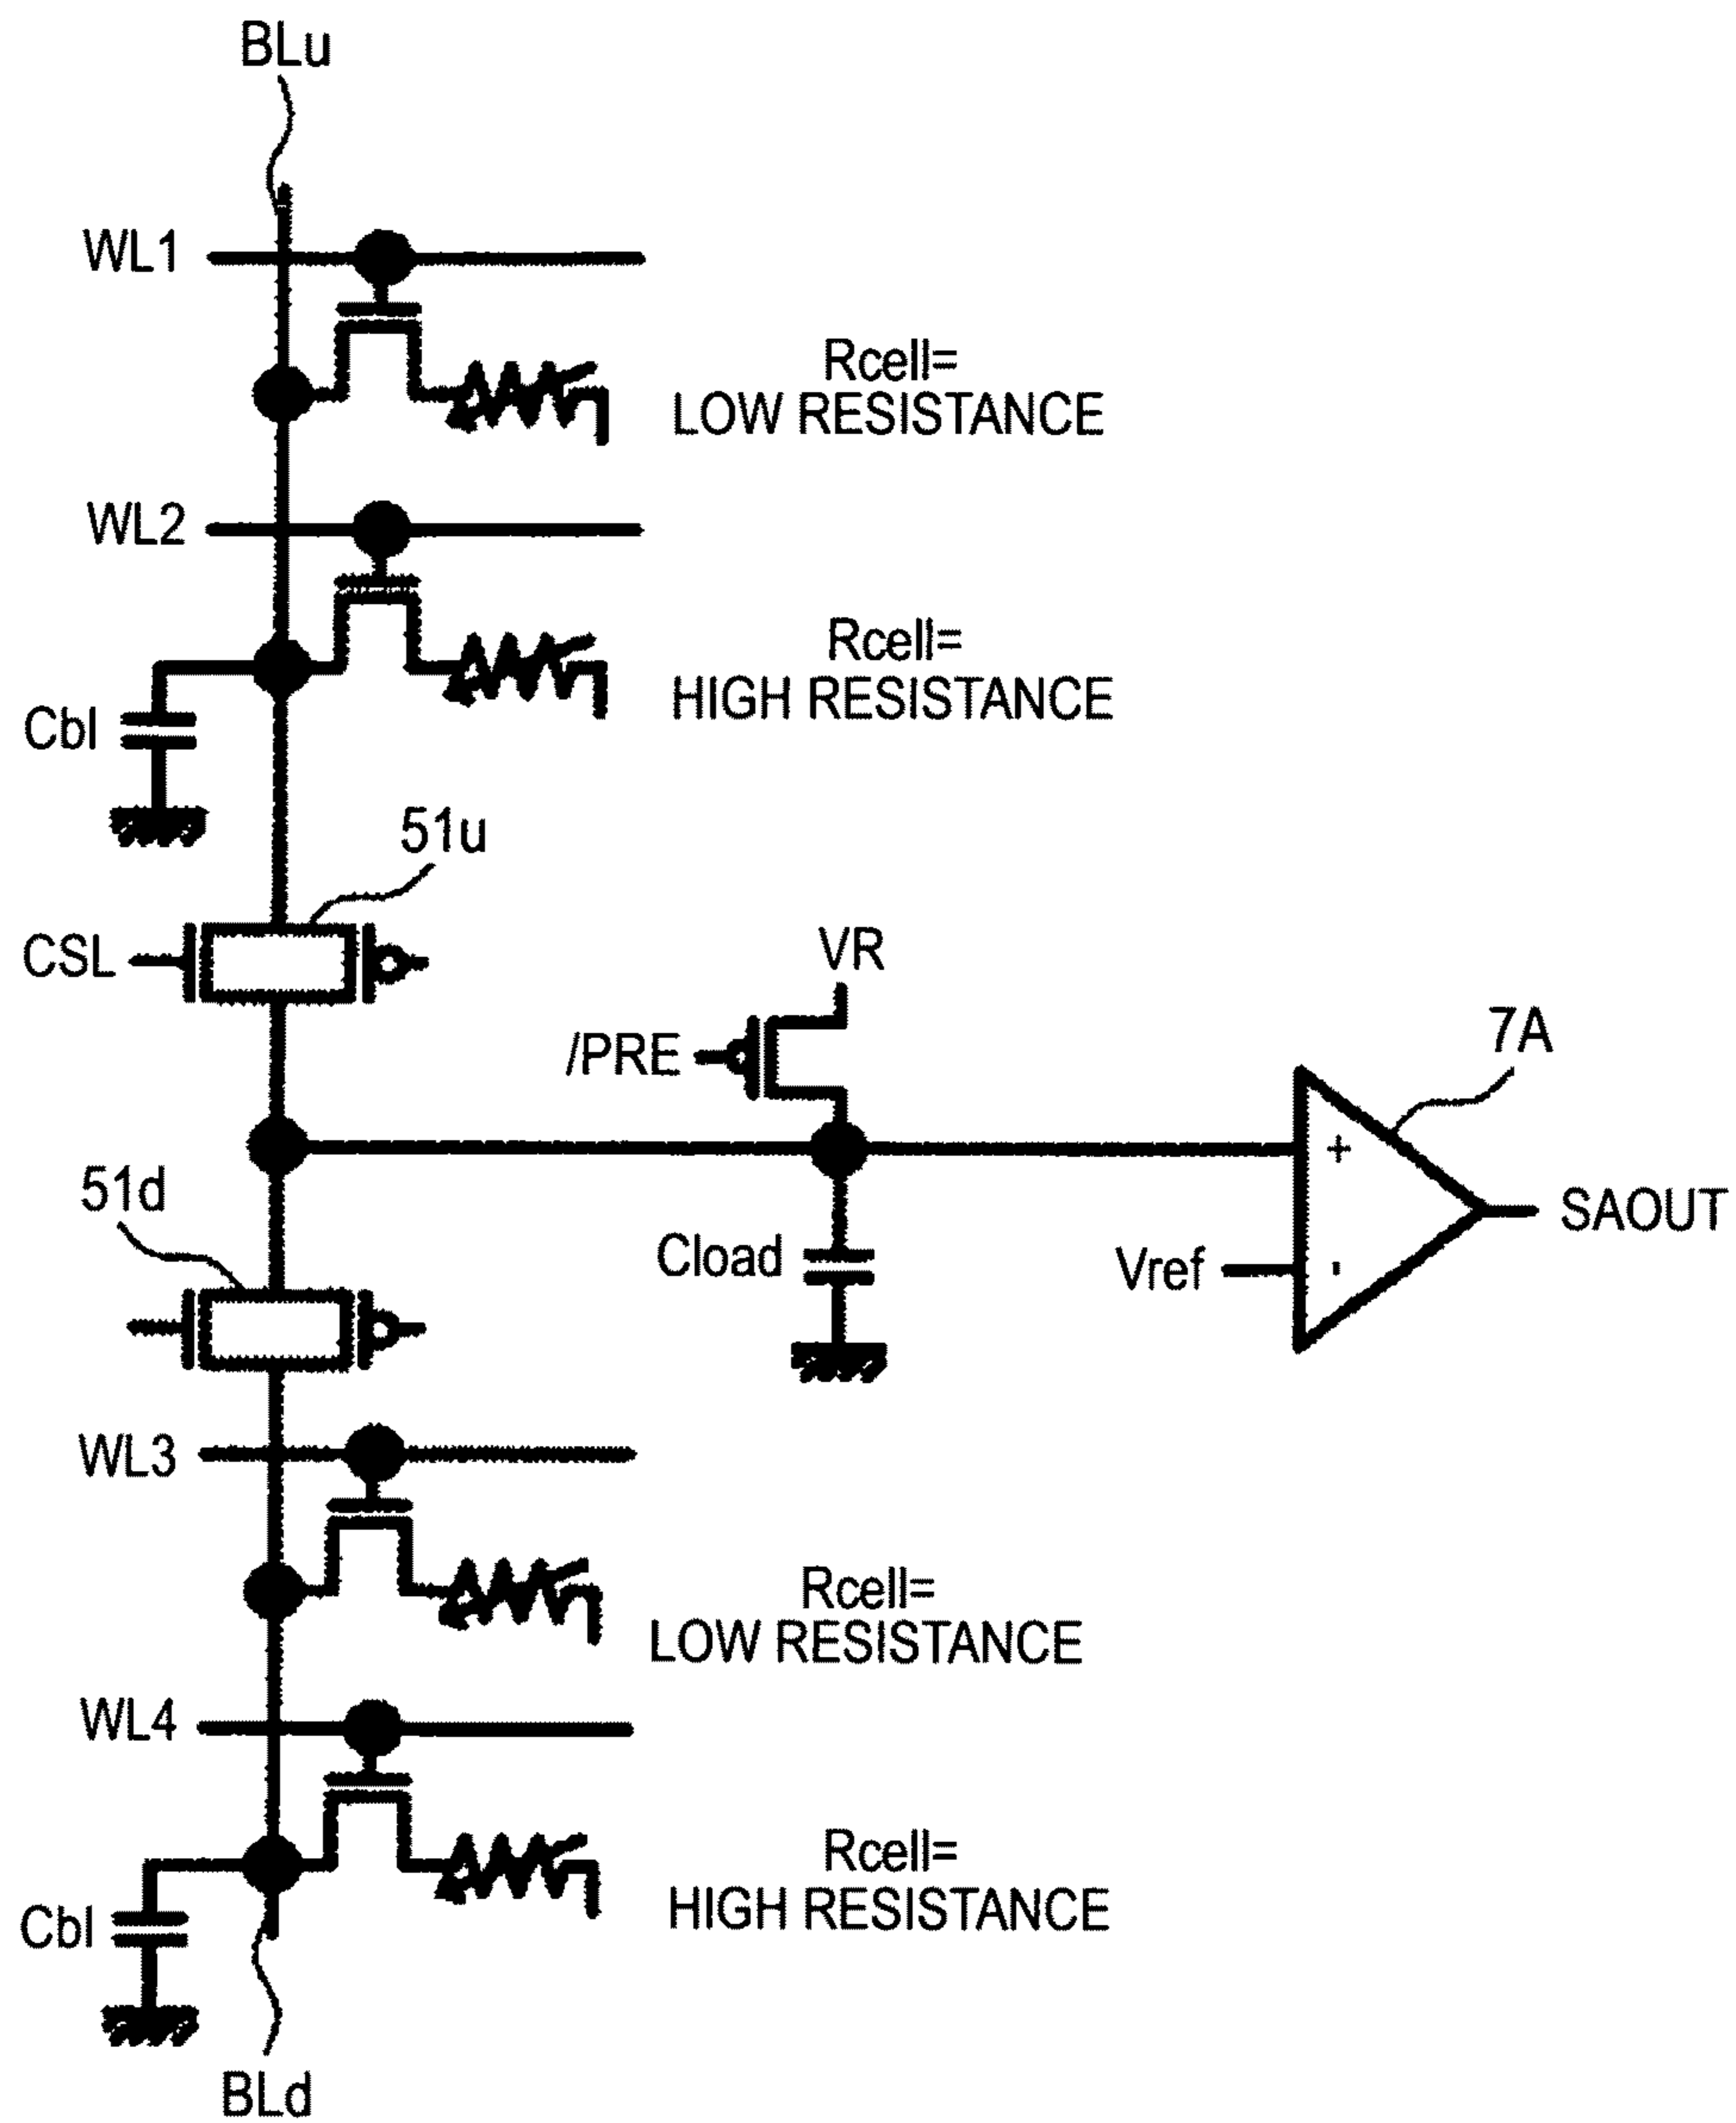 BLu
WL1
Rcell=
LOW RESISTANCE
WL2
Rcell=
HIGH RESISTANCE
Cbl
51u
CSL
VR
/PRE
7A
+
51d
SAOUT
Cload
Vref
-
WL3
Rcell=
LOW RESISTANCE
WL4
Rcell=
HIGH RESISTANCE
Cbl
BLd